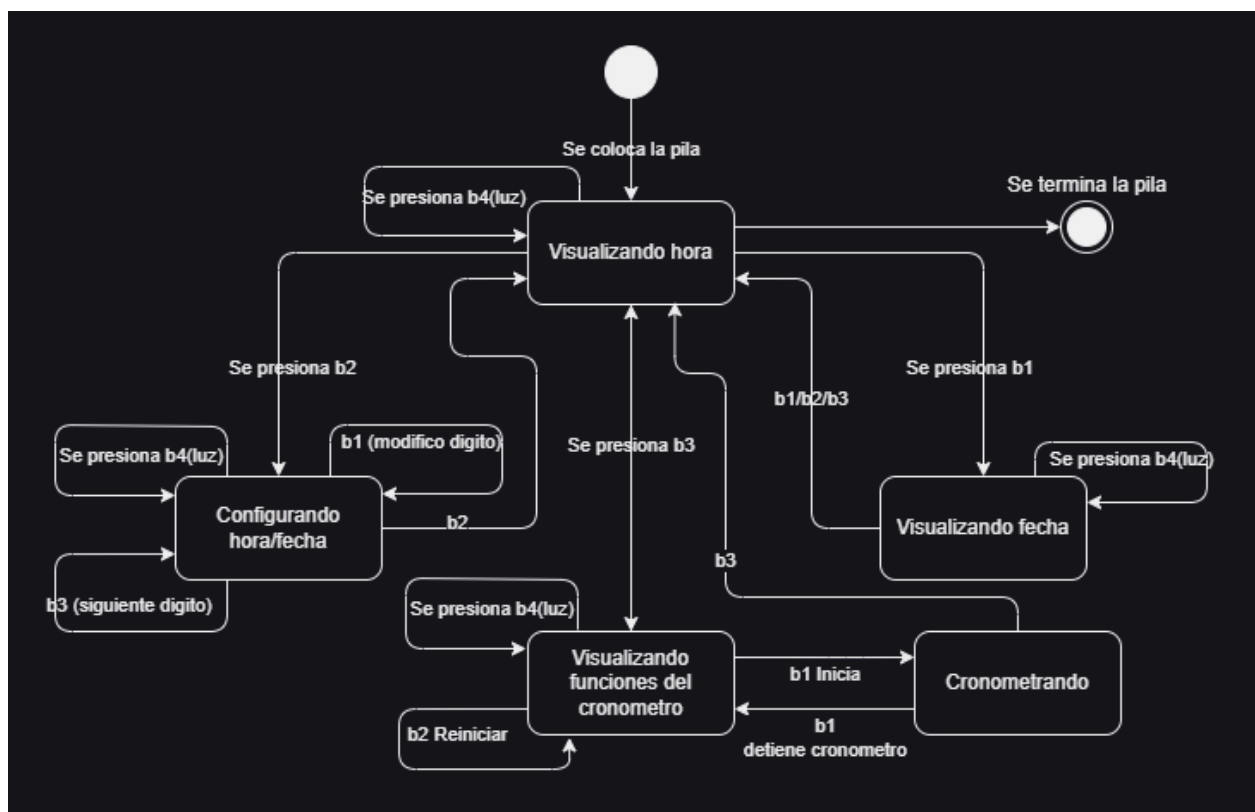 Se coloca la pila
Se termina la pila
Se presiona b4(luz)
Visualizando hora
Se presiona b2
Se presiona b1
b1/b2/b3
Se presiona b3
b1 (modifico digito)
Se presiona b4(luz)
Se presiona b4(luz)
Configurando
hora/fecha
b2
Visualizando fecha
b3
b3 (siguiente digito)
Se presiona b4(luz)
Visualizando
funciones del
cronometro
b1 Inicia
Cronometrando
b2 Reiniciar
b1
detiene cronometro